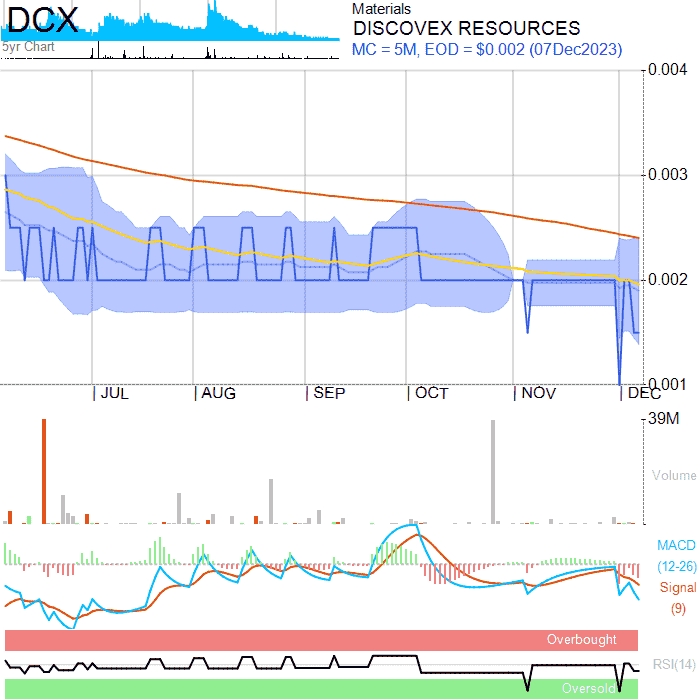 DCX
5yr Chart
Materials
DISCOVEX RESOURCES
MC = 5M, EOD = $0.002 (07Dec2023)
0.004
0.003
0.002
0.001
JUL
AUG
SEP
OCT
NOV
DEC
39M
Volume
MACD
(12-26)
Signal
(9)
Overbought
RSI(14)
Oversold